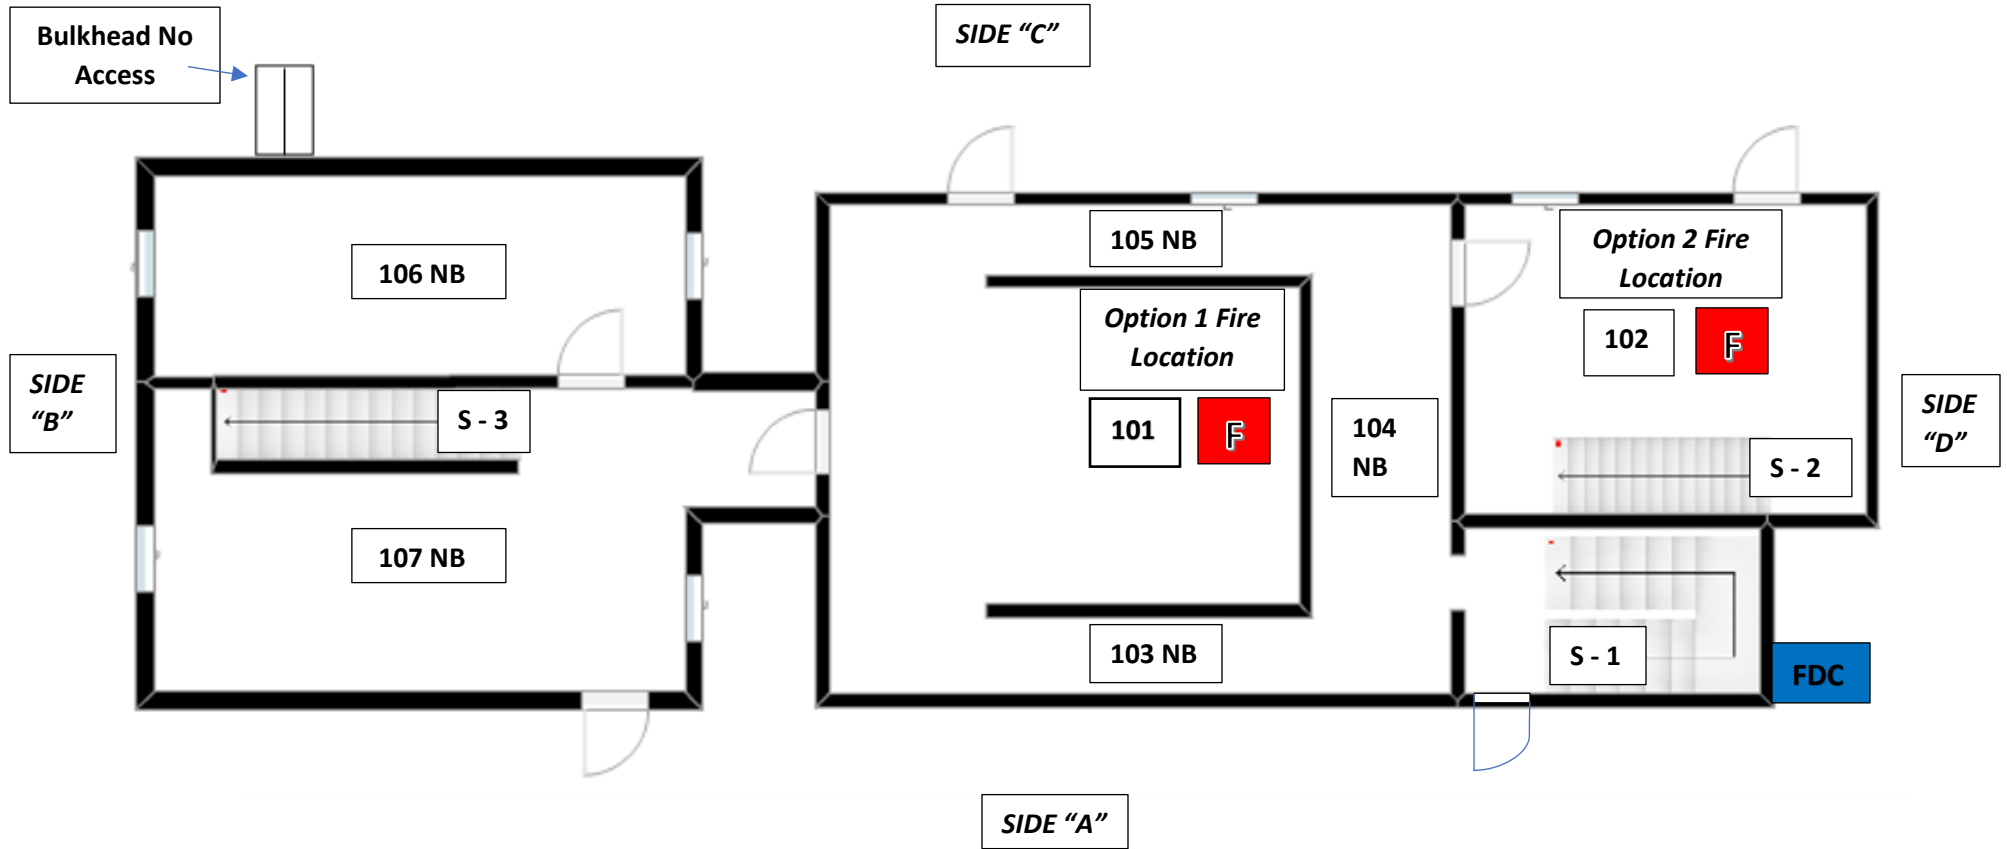 Bulkhead No
Access
SIDE “C”
105 NB
Option 2 Fire
Location
106 NB
Option 1 Fire
Location
102
F
SIDE
“B”
S - 3
101
F
104
NB
SIDE
“D”
S - 2
107 NB
103 NB
S - 1
FDC
SIDE “A”